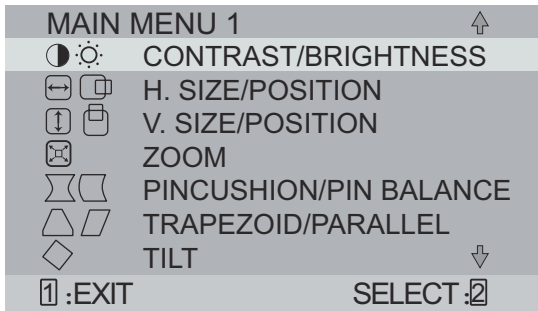 MAIN MENU 1
CONTRAST/BRIGHTNESS
H. SIZE/POSITION
V. SIZE/POSITION
ZOOM
PINCUSHION/PIN BALANCE
TRAPEZOID/PARALLEL
TILT
1 :EXIT SELECT :2